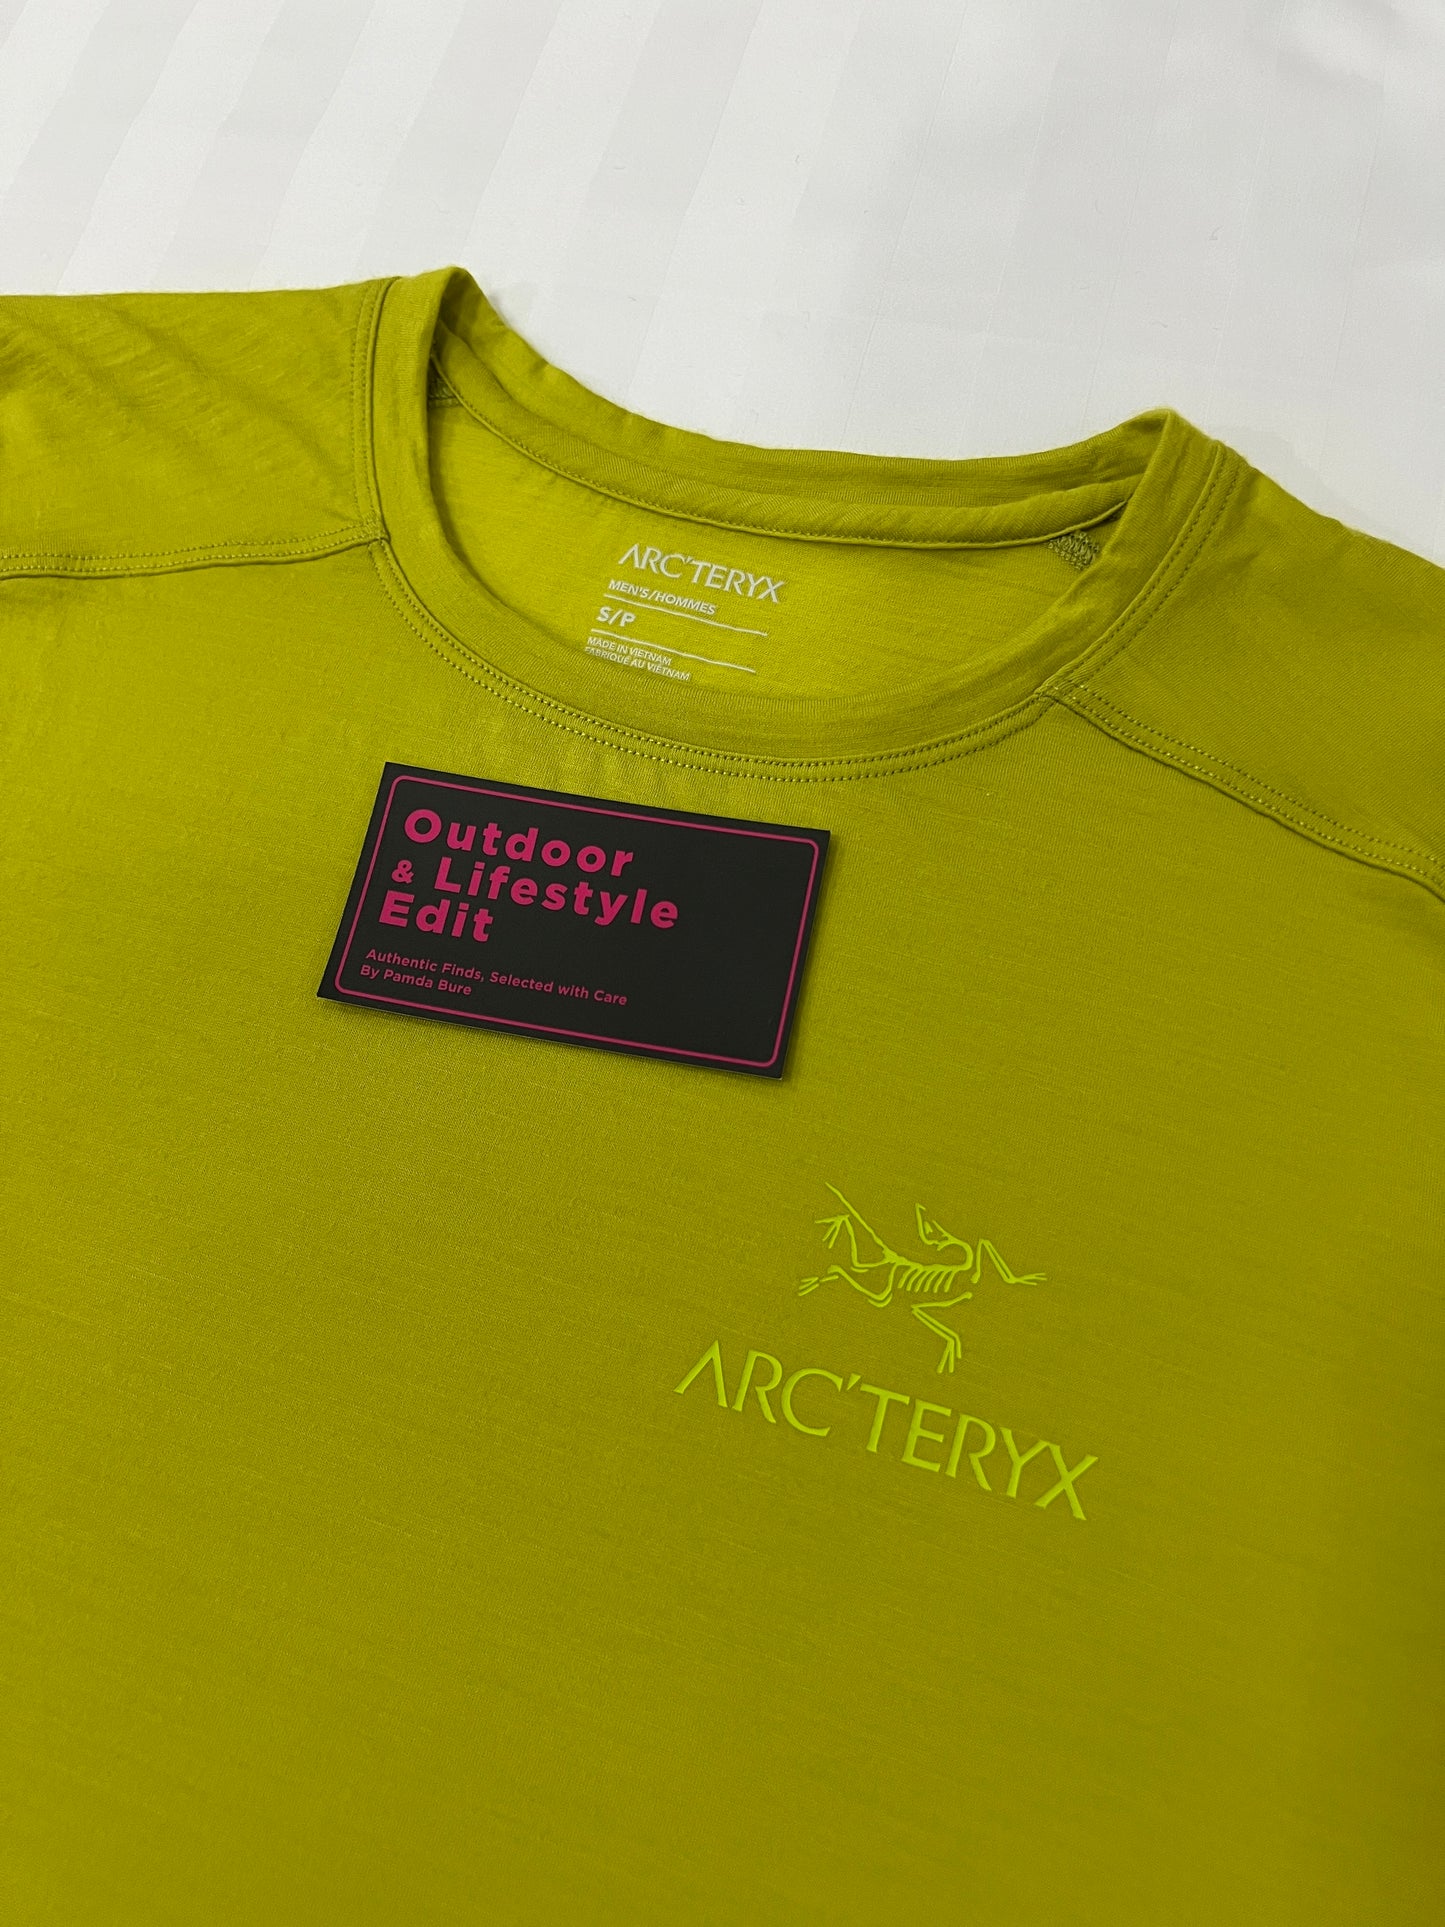 ARC'TERYX
MEN'S/HOMMES
S/P
MADE IN VIETNAM
FABRIQUÉ AU VIÊTNAM
Outdoor
& Lifestyle
Edit
Authentic Finds, Selected with Care
By Pamda Bure
ARC'TERYX